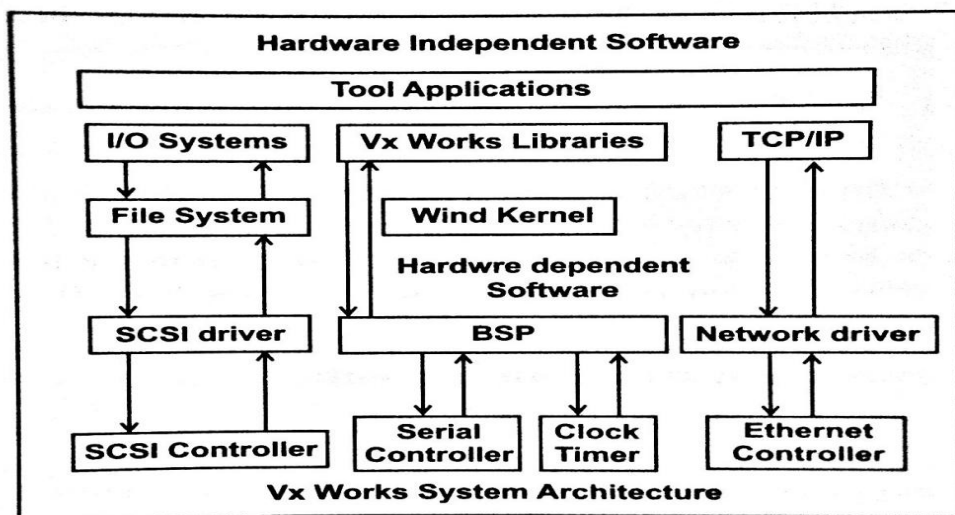 Hardware Independent Software
Tool Applications
I/O Systems
Vx Works Libraries
TCP/IP
File System
Wind Kernel
Hardwre dependent
Software
SCSI driver
BSP
Network driver
SCSI Controller
Serial
Controller
Clock
Timer
Ethernet
Controller
Vx Works System Architecture